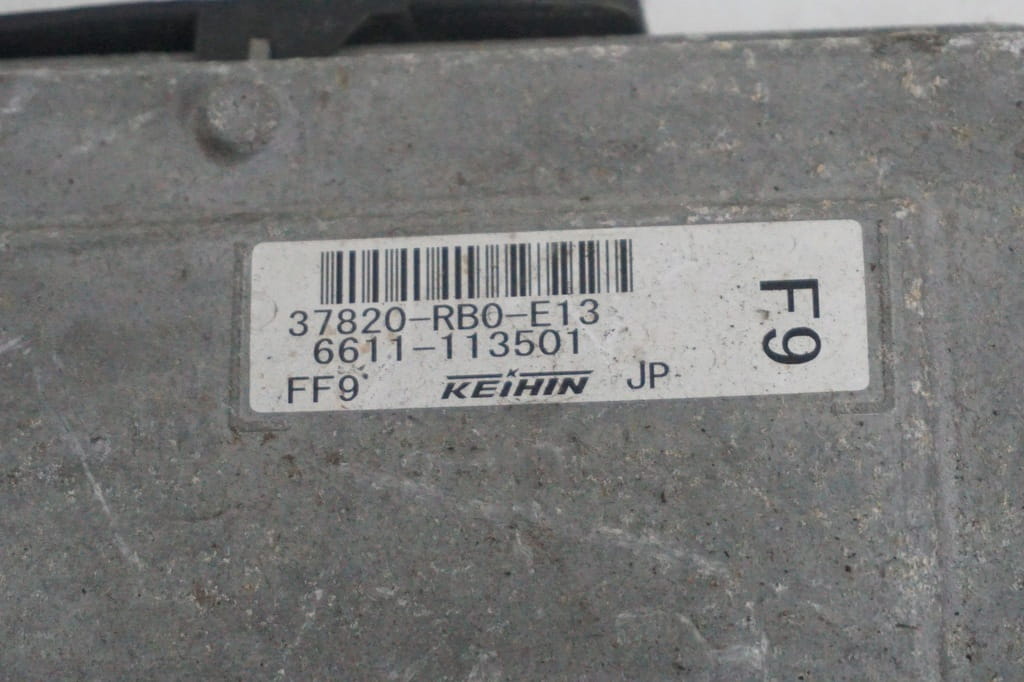 37820-RB0-E13
6611-113501
FF9 KEIHIN JP
F9